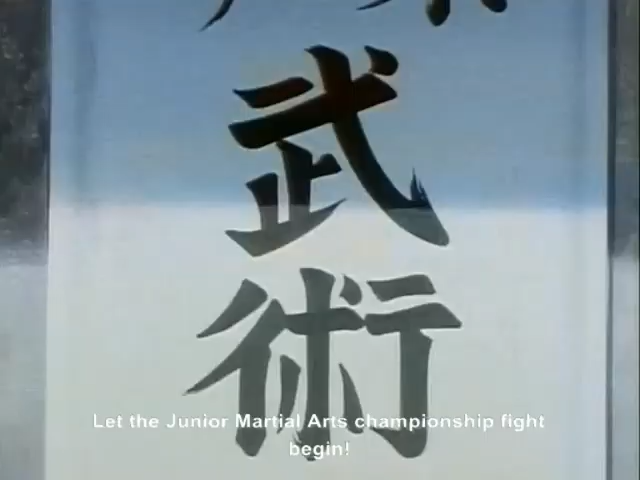 武
術
Let the Junior Martial Arts championship fight
begin!